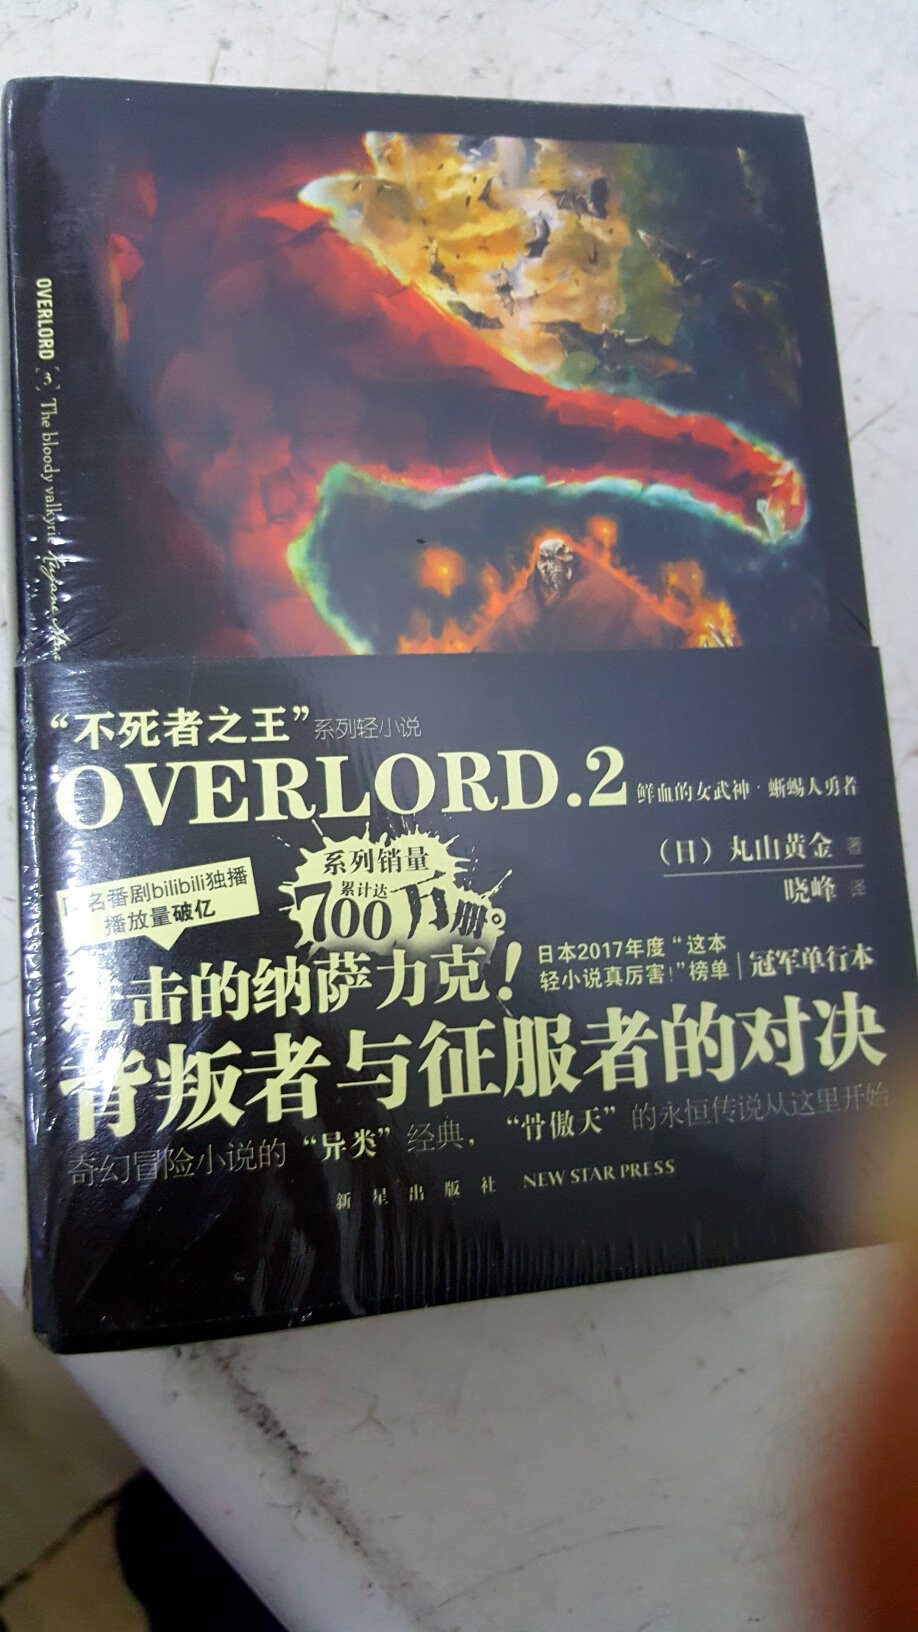 OVERLORD [3] The bloody valkyrie
“不死者之王”系列轻小说
OVERLORD.2 鲜血的女武神·蜥蜴人勇者
（日）丸山黄金 著
晓峰 译
名番剧bilibili独播
播放量破亿
系列销量
累计达
700万册。
击的纳萨力克！
日本2017年度“这本
轻小说真厉害！”榜单
冠军单行本
背叛者与征服者的对决
奇幻冒险小说的“异类”经典，“骨傲天”的永恒传说从这里开始
新星出版社 NEW STAR PRESS